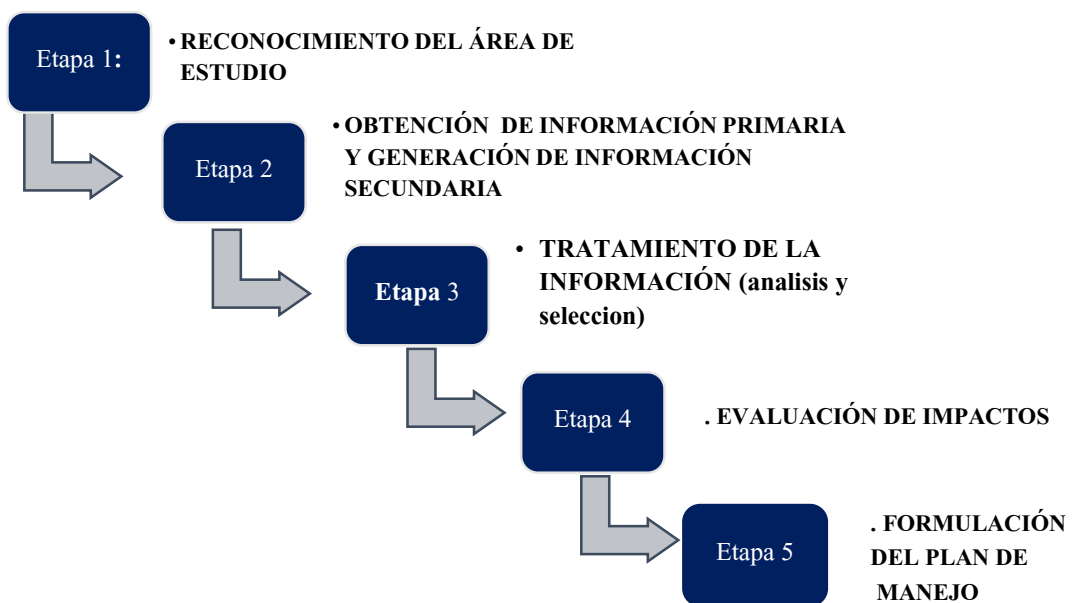 Etapa 1:
• RECONOCIMIENTO DEL ÁREA DE
ESTUDIO
Etapa 2
• OBTENCIÓN DE INFORMACIÓN PRIMARIA
Y GENERACIÓN DE INFORMACIÓN
SECUNDARIA
Etapa 3
• TRATAMIENTO DE LA
INFORMACIÓN (analisis y
seleccion)
Etapa 4
. EVALUACIÓN DE IMPACTOS
Etapa 5
. FORMULACIÓN
DEL PLAN DE
MANEJO